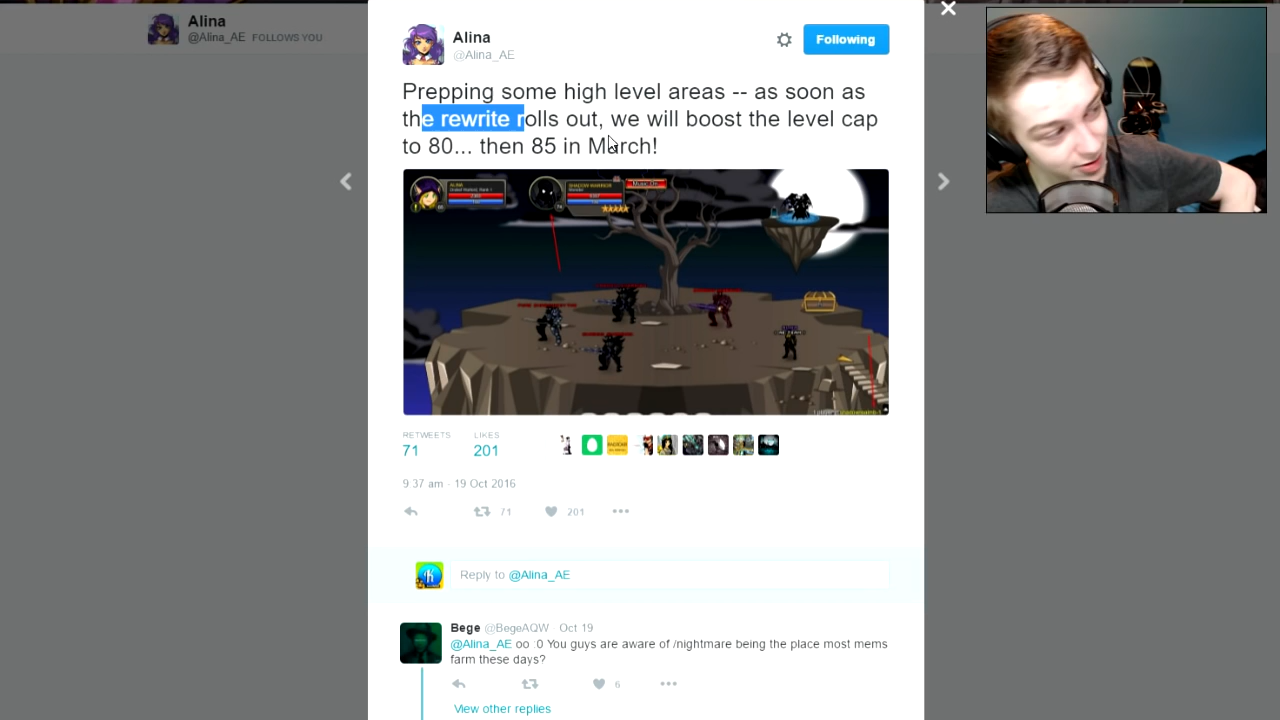 Alina
@Alina_AE FOLLOWS YOU
Alina
@Alina_AE
Following
Prepping some high level areas -- as soon as
the rewrite rolls out, we will boost the level cap
to 80... then 85 in March!
RETWEETS
71
LIKES
201
9 37 am - 19 Oct 2016
71
201
Reply to @Alina_AE
Bege @BegeAQW · Oct 19
@Alina_AE oo :0 You guys are aware of /nightmare being the place most mems
farm these days?
6
View other replies